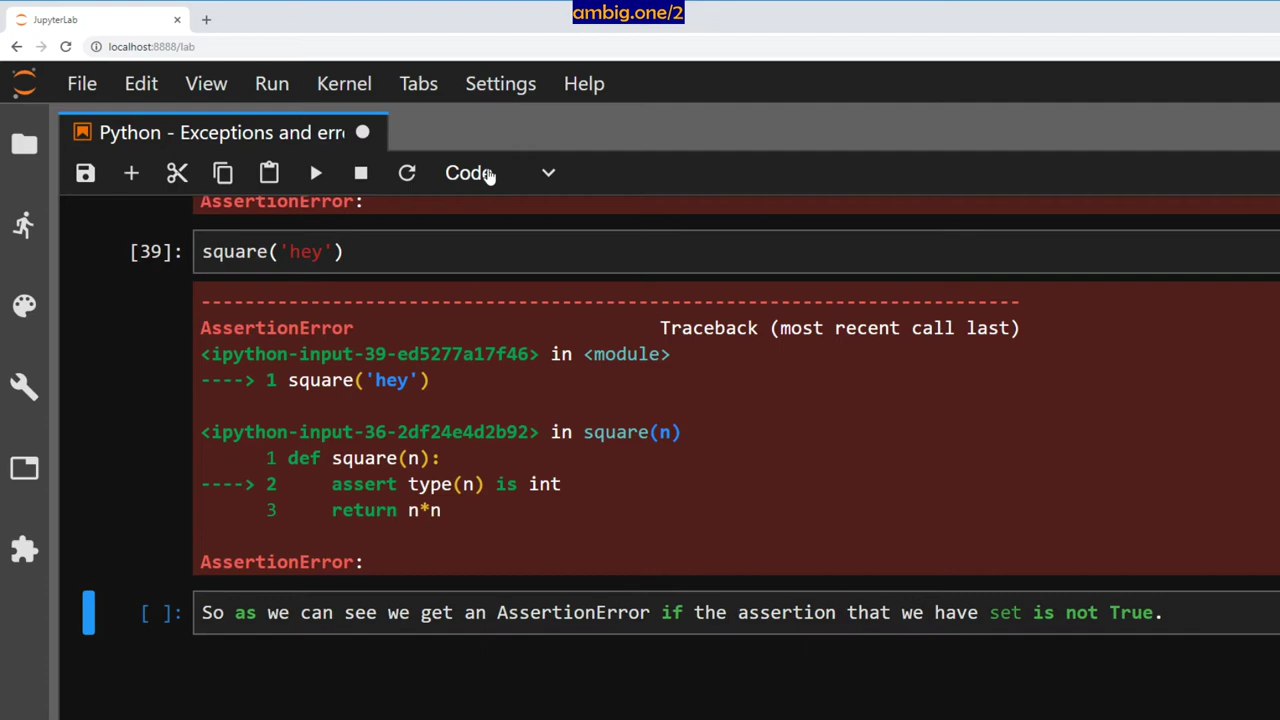 ambig.one/2
JupyterLab
localhost:8888/lab
File Edit View Run Kernel Tabs Settings Help
Python - Exceptions and erro
Code
AssertionError:
[39]: square('hey')
---------------------------------------------------------------------------
AssertionError Traceback (most recent call last)
<ipython-input-39-ed5277a17f46> in <module>
----> 1 square('hey')
<ipython-input-36-2df24e4d2b92> in square(n)
1 def square(n):
----> 2 assert type(n) is int
3 return n*n
AssertionError:
[ ]: So as we can see we get an AssertionError if the assertion that we have set is not True.